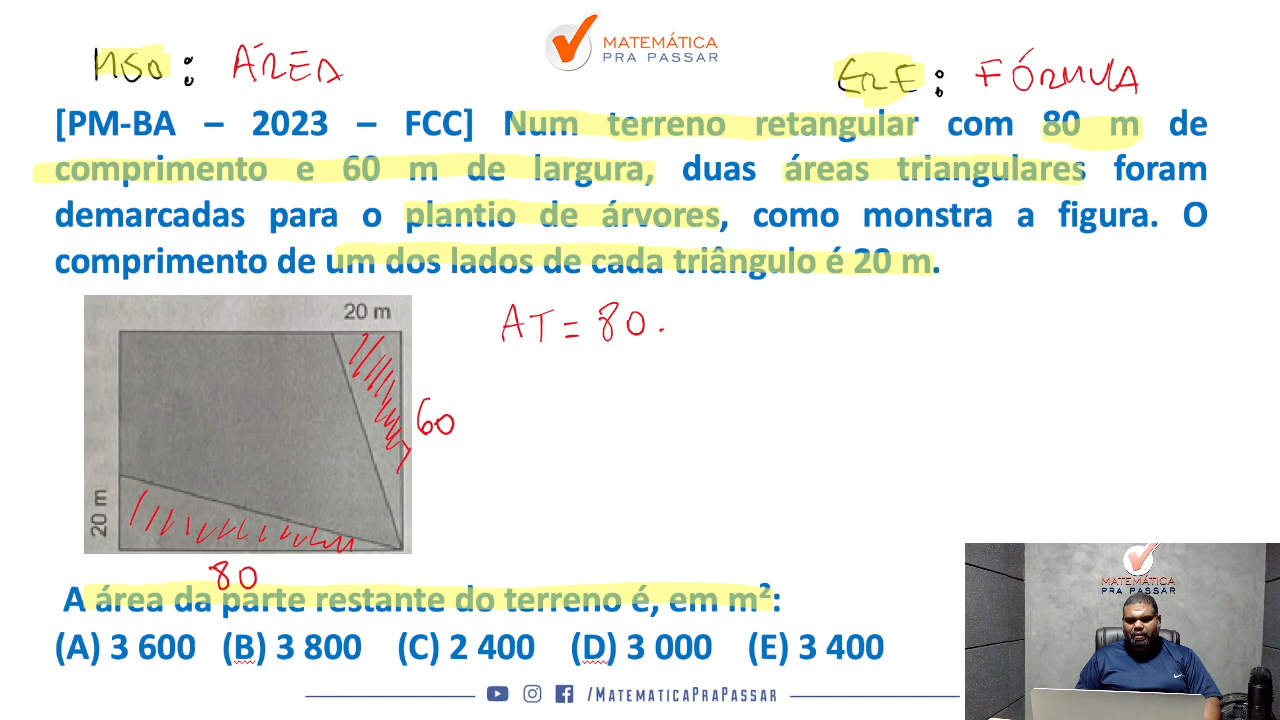 MATEMÁTICA
PRA PASSAR
MSD: ÁREA
ERE: FÓRMULA
[PM-BA – 2023 – FCC] Num terreno retangular com 80 m de
comprimento e 60 m de largura, duas áreas triangulares foram
demarcadas para o plantio de árvores, como monstra a figura. O
comprimento de um dos lados de cada triângulo é 20 m.
20 m
AT = 80.
60
20 m
80
A área da parte restante do terreno é, em m²:
(A) 3 600 (B) 3 800 (C) 2 400 (D) 3 000 (E) 3 400
MATEMÁTICA
PRA PASSAR
/MATEMATICAPRAPASSAR